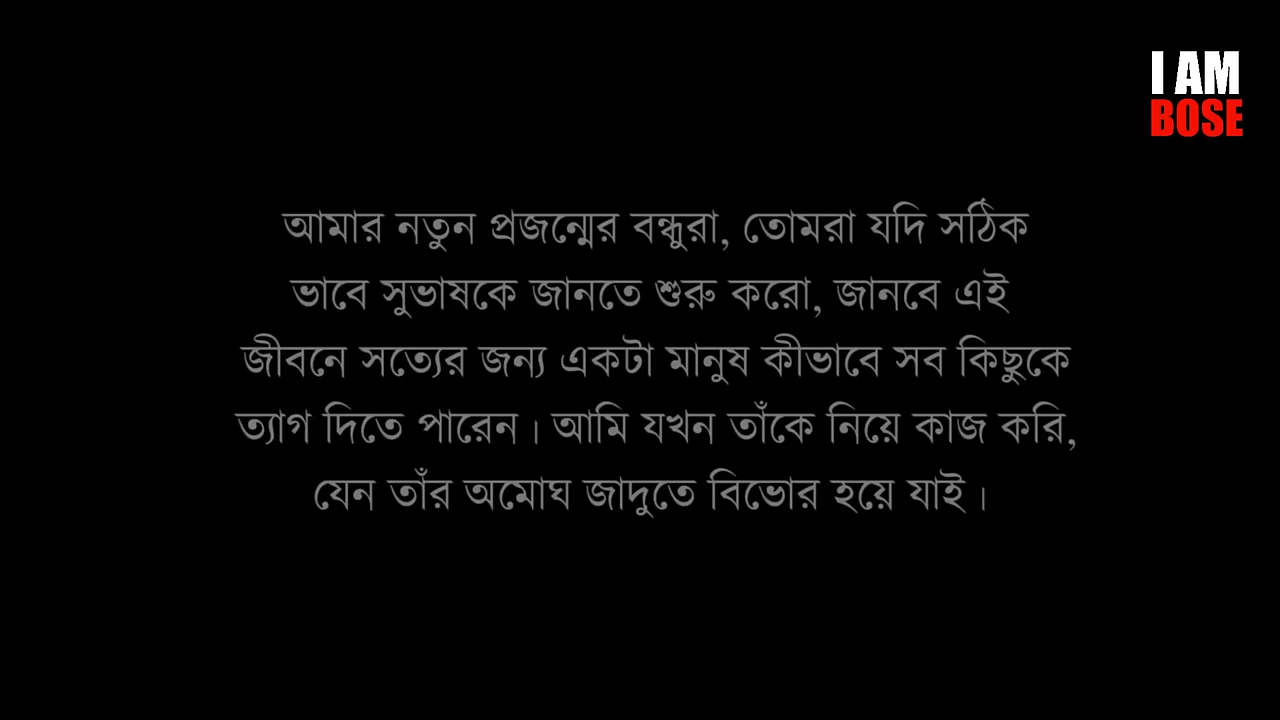 I AM
BOSE
আমার নতুন প্রজন্মের বন্ধুরা, তোমরা যদি সঠিক
ভাবে সুভাষকে জানতে শুরু করো, জানবে এই
জীবনে সত্যের জন্য একটা মানুষ কীভাবে সব কিছুকে
ত্যাগ দিতে পারেন। আমি যখন তাঁকে নিয়ে কাজ করি,
যেন তাঁর অমোঘ জাদুতে বিভোর হয়ে যাই।